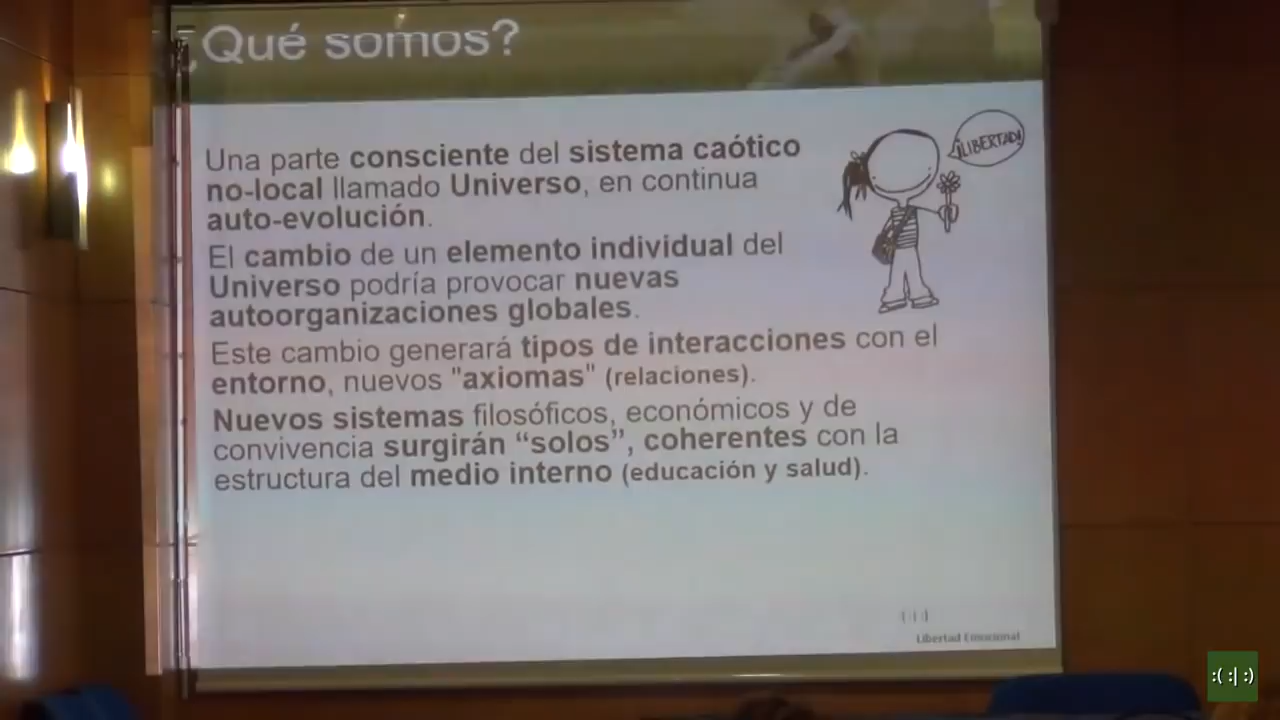 ¿Qué somos?
¡LIBERTAD!
Una parte consciente del sistema caótico
no-local llamado Universo, en continua
auto-evolución.
El cambio de un elemento individual del
Universo podría provocar nuevas
autoorganizaciones globales.
Este cambio generará tipos de interacciones con el
entorno, nuevos "axiomas" (relaciones).
Nuevos sistemas filosóficos, económicos y de
convivencia surgirán “solos”, coherentes con la
estructura del medio interno (educación y salud).
Libertad Emocional
:( :| :)